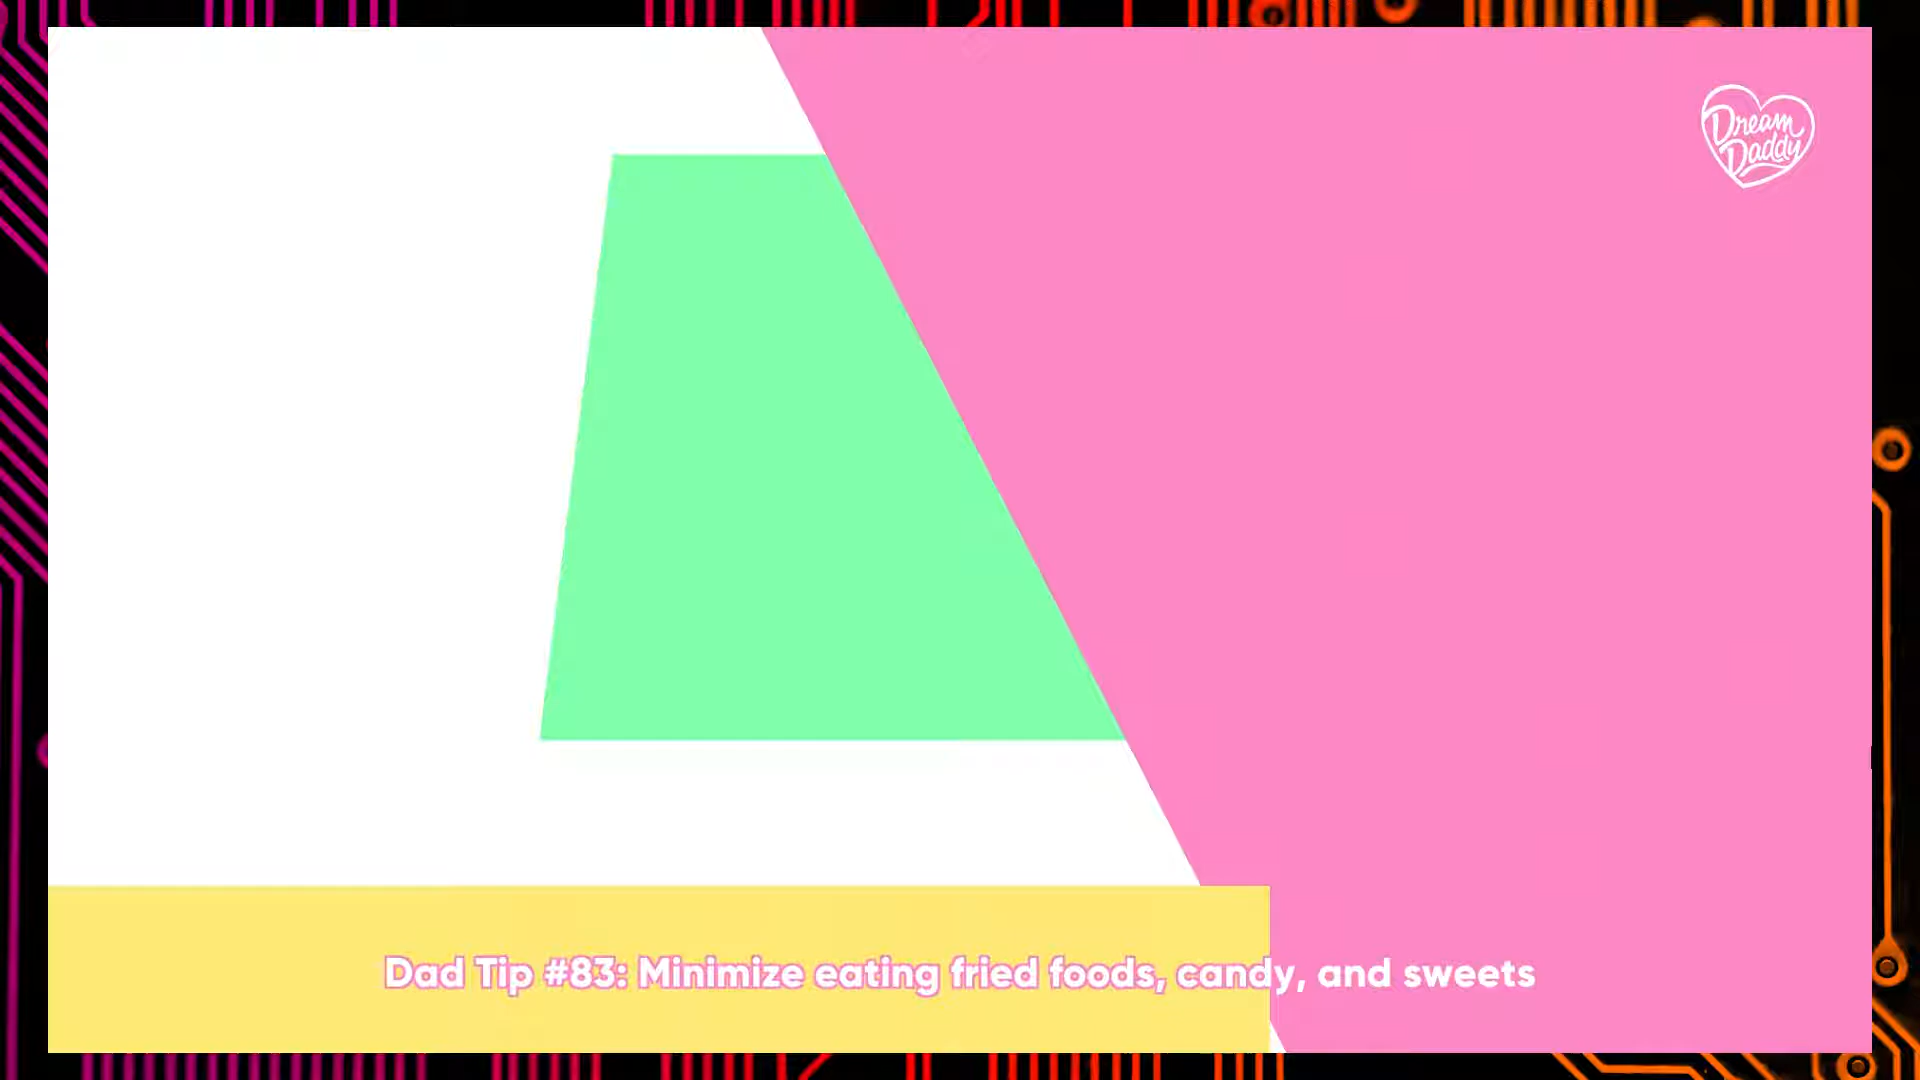 Dream
Daddy
Dad Tip #83: Minimize eating fried foods, candy, and sweets